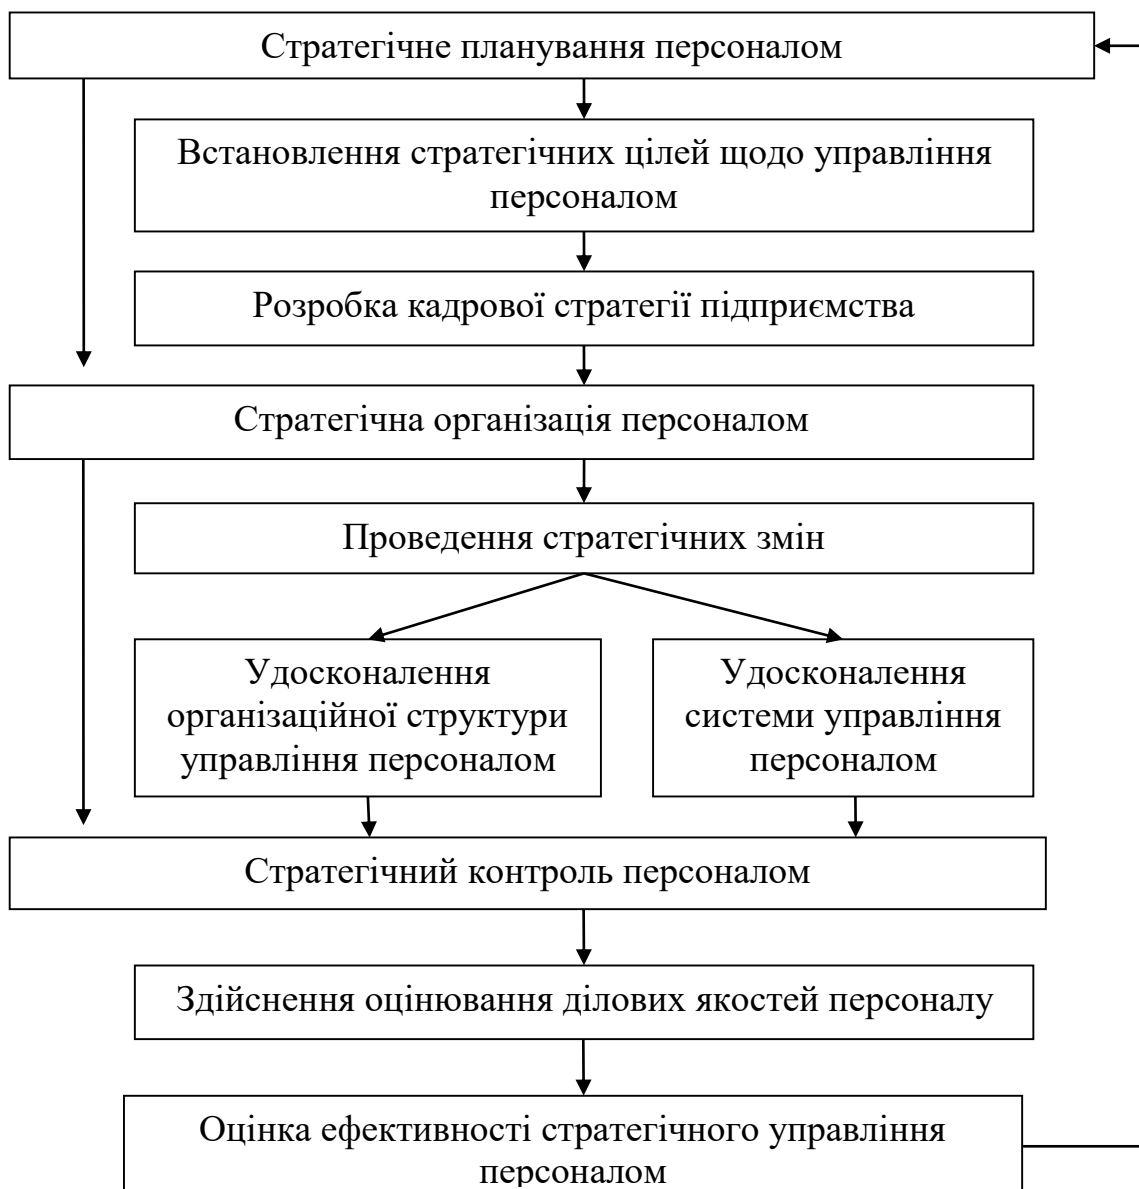 Стратегічне планування персоналом
Встановлення стратегічних цілей щодо управління
персоналом
Розробка кадрової стратегії підприємства
Стратегічна організація персоналом
Проведення стратегічних змін
Удосконалення
організаційної структури
управління персоналом
Удосконалення
системи управління
персоналом
Стратегічний контроль персоналом
Здійснення оцінювання ділових якостей персоналу
Оцінка ефективності стратегічного управління
персоналом